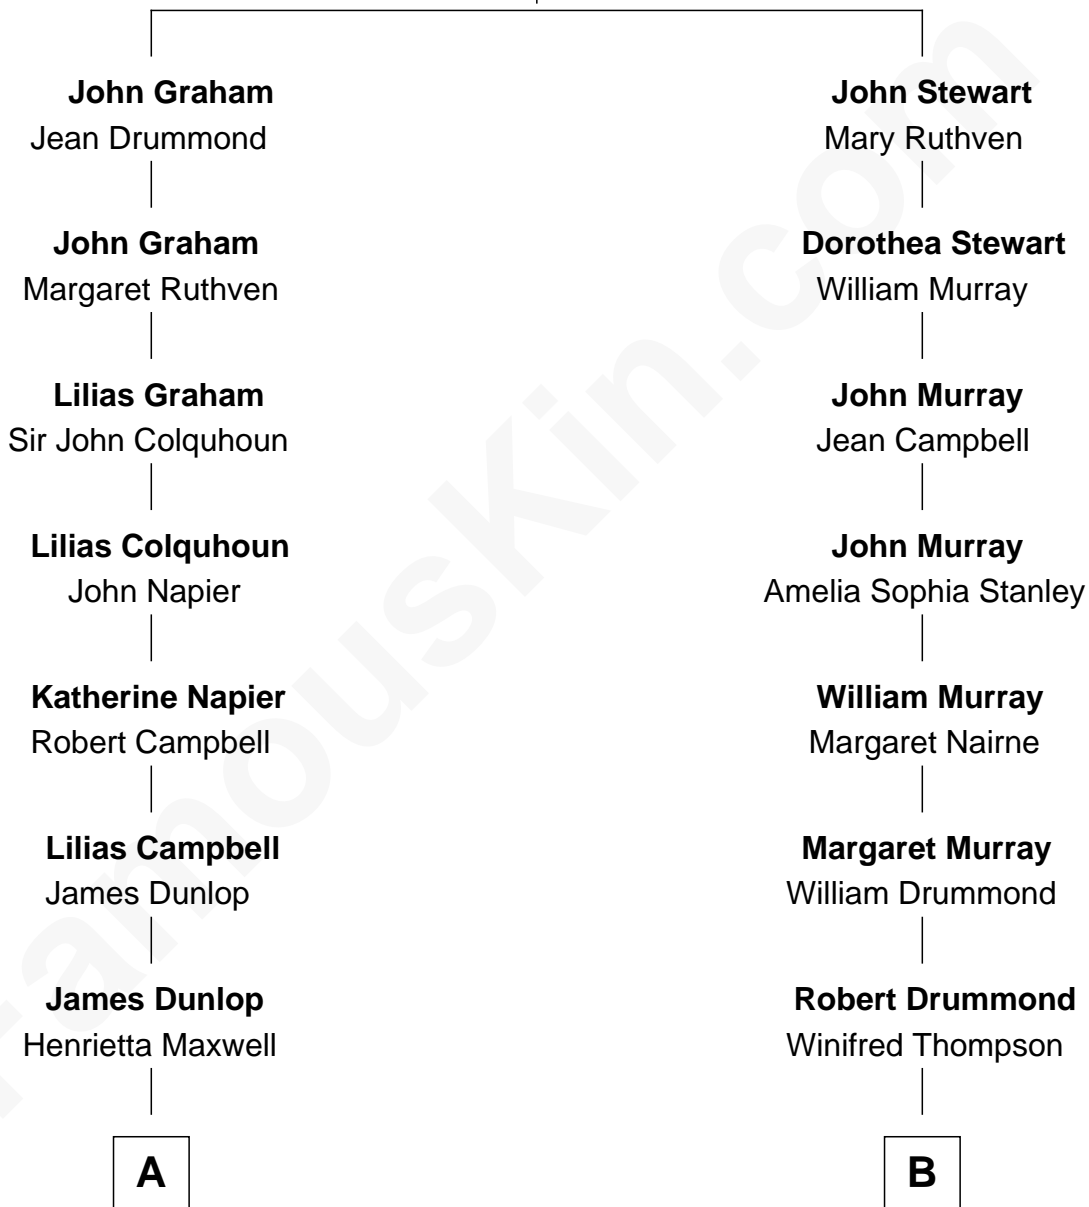 John Graham
Jean Drummond
John Graham
Margaret Ruthven
Lilias Graham
Sir John Colquhoun
Lilias Colquhoun
John Napier
Katherine Napier
Robert Campbell
Lilias Campbell
James Dunlop
James Dunlop
Henrietta Maxwell
A
John Stewart
Mary Ruthven
Dorothea Stewart
William Murray
John Murray
Jean Campbell
John Murray
Amelia Sophia Stanley
William Murray
Margaret Nairne
Margaret Murray
William Drummond
Robert Drummond
Winifred Thompson
B
FamousKin.com